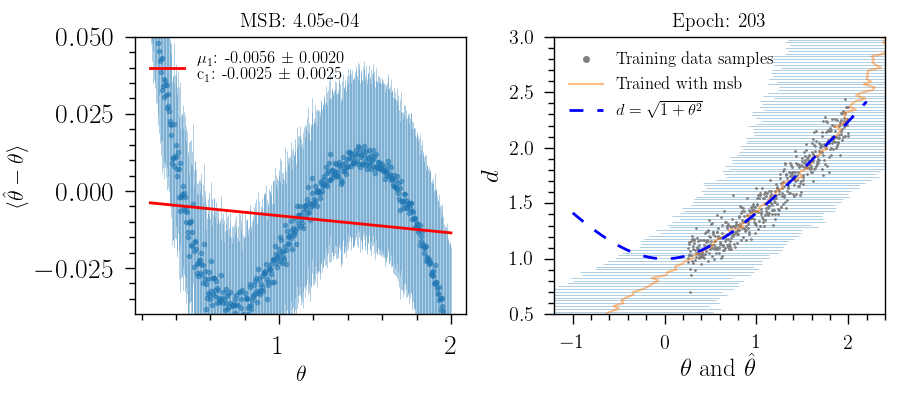 MSB: 4.05e-04
μ₁: -0.0056 ± 0.0020
c₁: -0.0025 ± 0.0025
0.050
0.025
0.000
−0.025
⟨θ̂ − θ⟩
1 2
θ
Epoch: 203
Training data samples
Trained with msb
d = √1 + θ²
3.0
2.5
2.0
1.5
1.0
0.5
d
−1 0 1 2
θ and θ̂